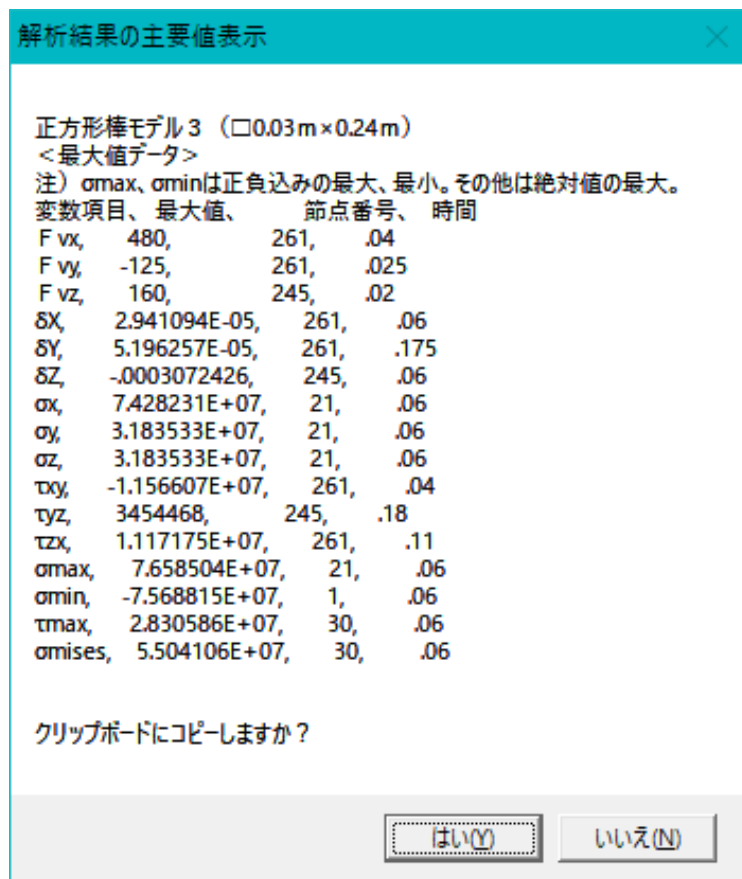 解析結果の主要値表示
正方形棒モデル3 （□0.03m×0.24m）
＜最大値データ＞
注）σmax、σminは正負込みの最大、最小。その他は絶対値の最大。
変数項目、最大値、 節点番号、 時間
F vx, 480, 261, .04
F vy, -125, 261, .025
F vz, 160, 245, .02
δX, 2.941094E-05, 261, .06
δY, 5.196257E-05, 261, .175
δZ, -.0003072426, 245, .06
σx, 7.428231E+07, 21, .06
σy, 3.183533E+07, 21, .06
σz, 3.183533E+07, 21, .06
τxy, -1.156607E+07, 261, .04
τyz, 3454468, 245, .18
τzx, 1.117175E+07, 261, .11
σmax, 7.658504E+07, 21, .06
σmin, -7.568815E+07, 1, .06
τmax, 2.830586E+07, 30, .06
σmises, 5.504106E+07, 30, .06
クリップボードにコピーしますか？
はい(Y) いいえ(N)